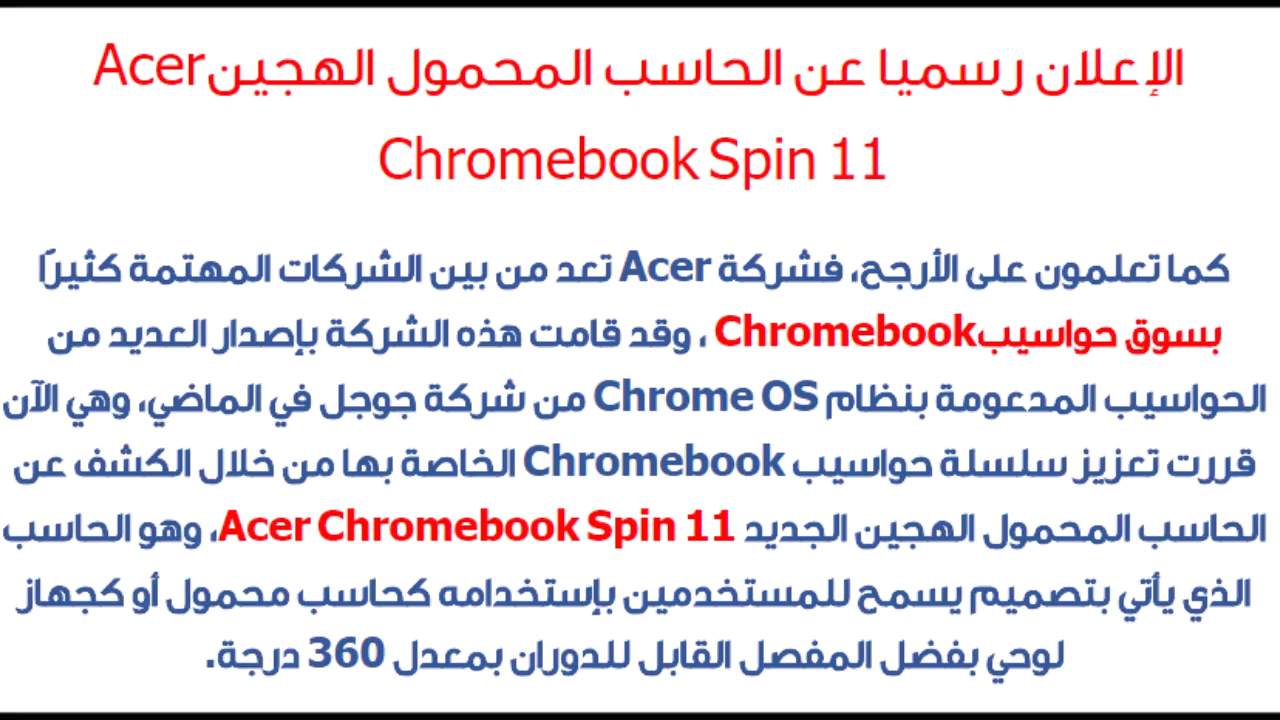 الإعلان رسميا عن الحاسب المحمول الهجينAcer
Chromebook Spin 11
كما تعلمون على الأرجح، فشركة Acer تعد من بين الشركات المهتمة كثيرًا
بسوق حواسيبChromebook ، وقد قامت هذه الشركة بإصدار العديد من
الحواسيب المدعومة بنظام Chrome OS من شركة جوجل في الماضي، وهي الآن
قررت تعزيز سلسلة حواسيب Chromebook الخاصة بها من خلال الكشف عن
الحاسب المحمول الهجين الجديد Acer Chromebook Spin 11، وهو الحاسب
الذي يأتي بتصميم يسمح للمستخدمين بإستخدامه كحاسب محمول أو كجهاز
لوحي بفضل المفصل القابل للدوران بمعدل 360 درجة.